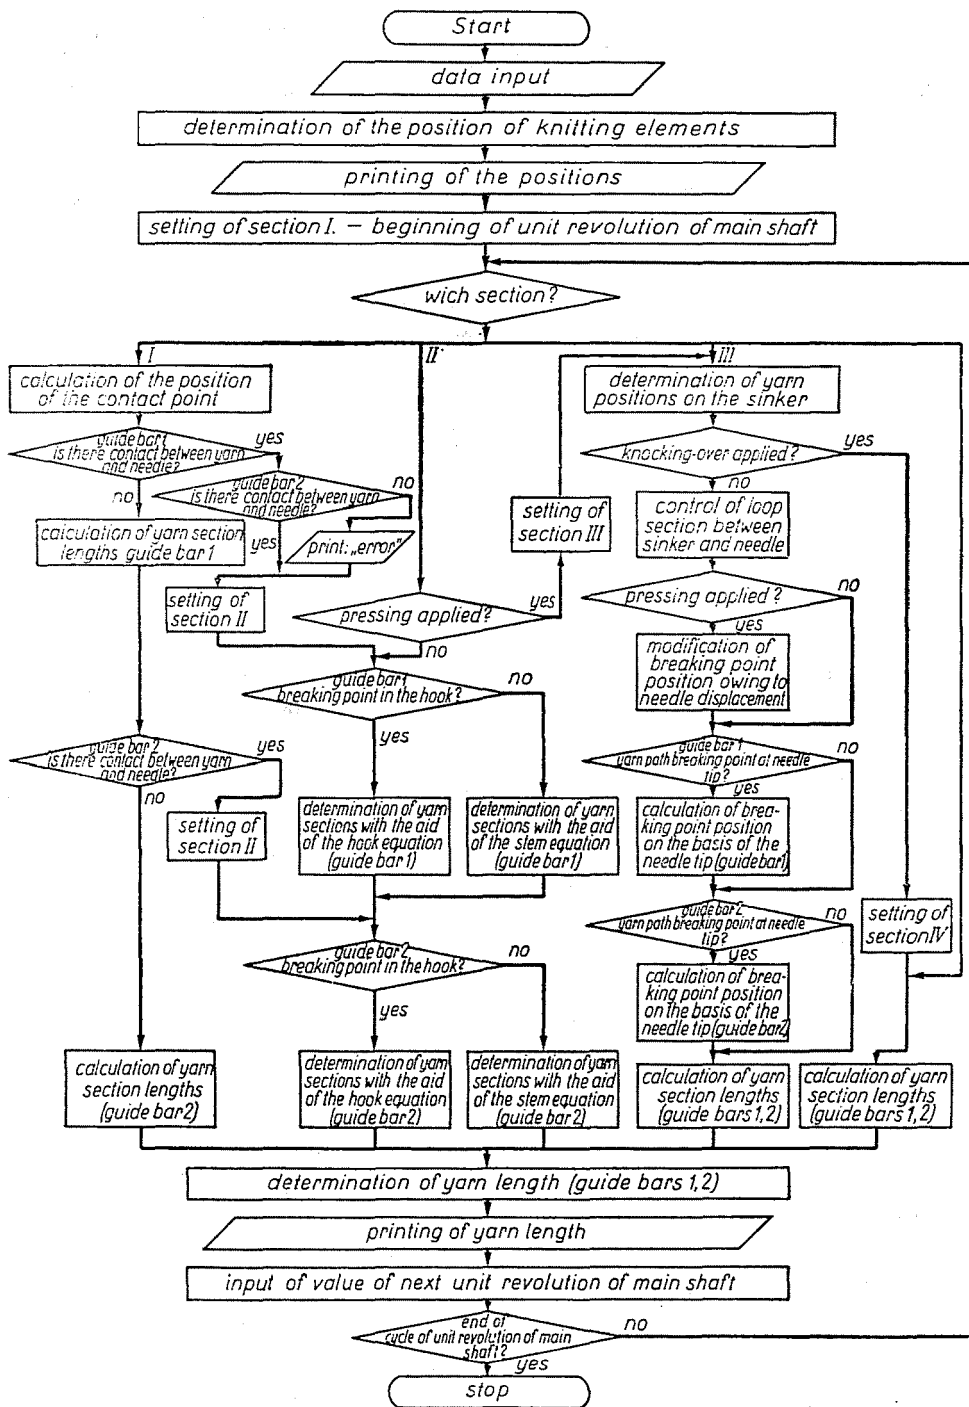 Start
data input
determination of the position of knitting elements
printing of the positions
setting of section I. – beginning of unit revolution of main shaft
wich section?
I
II
III
calculation of the position
of the contact point
guide bar 1
is there contact between yarn
and needle?
yes
no
guide bar 2
is there contact between yarn
and needle?
no
yes
print: „error"
calculation of yarn section
lengths guide bar 1
setting of
section II
pressing applied?
yes
no
setting of
section III
determination of yarn
positions on the sinker
knocking-over applied?
yes
no
control of loop
section between
sinker and needle
pressing applied?
no
yes
modification of
breaking point
position owing to
needle displacement
guide bar 1
breaking point in the hook?
no
yes
guide bar 2
is there contact between yarn
and needle?
yes
no
setting of
section II
determination of yarn
sections with the aid
of the hook equation
(guide bar 1)
determination of yarn
sections with the aid
of the stem equation
(guide bar 1)
guide bar 1
yarn path breaking point at needle
tip?
no
yes
calculation of brea-
king point position
on the basis of the
needle tip (guide bar 1)
guide bar 2
yarn path breaking point at needle
tip?
no
yes
setting of
section IV
guide bar 2
breaking point in the hook?
no
yes
calculation of brea-
king point position
on the basis of the
needle tip (guide bar 2)
calculation of yarn
section lengths
(guide bar 2)
determination of yarn
sections with the aid
of the hook equation
(guide bar 2)
determination of yarn
sections with the aid
of the stem equation
(guide bar 2)
calculation of yarn
section lengths
(guide bars 1,2)
calculation of yarn
section lengths
(guide bars 1,2)
determination of yarn length (guide bars 1,2)
printing of yarn length
input of value of next unit revolution of main shaft
end of
cycle of unit revolution of main
shaft?
no
yes
stop